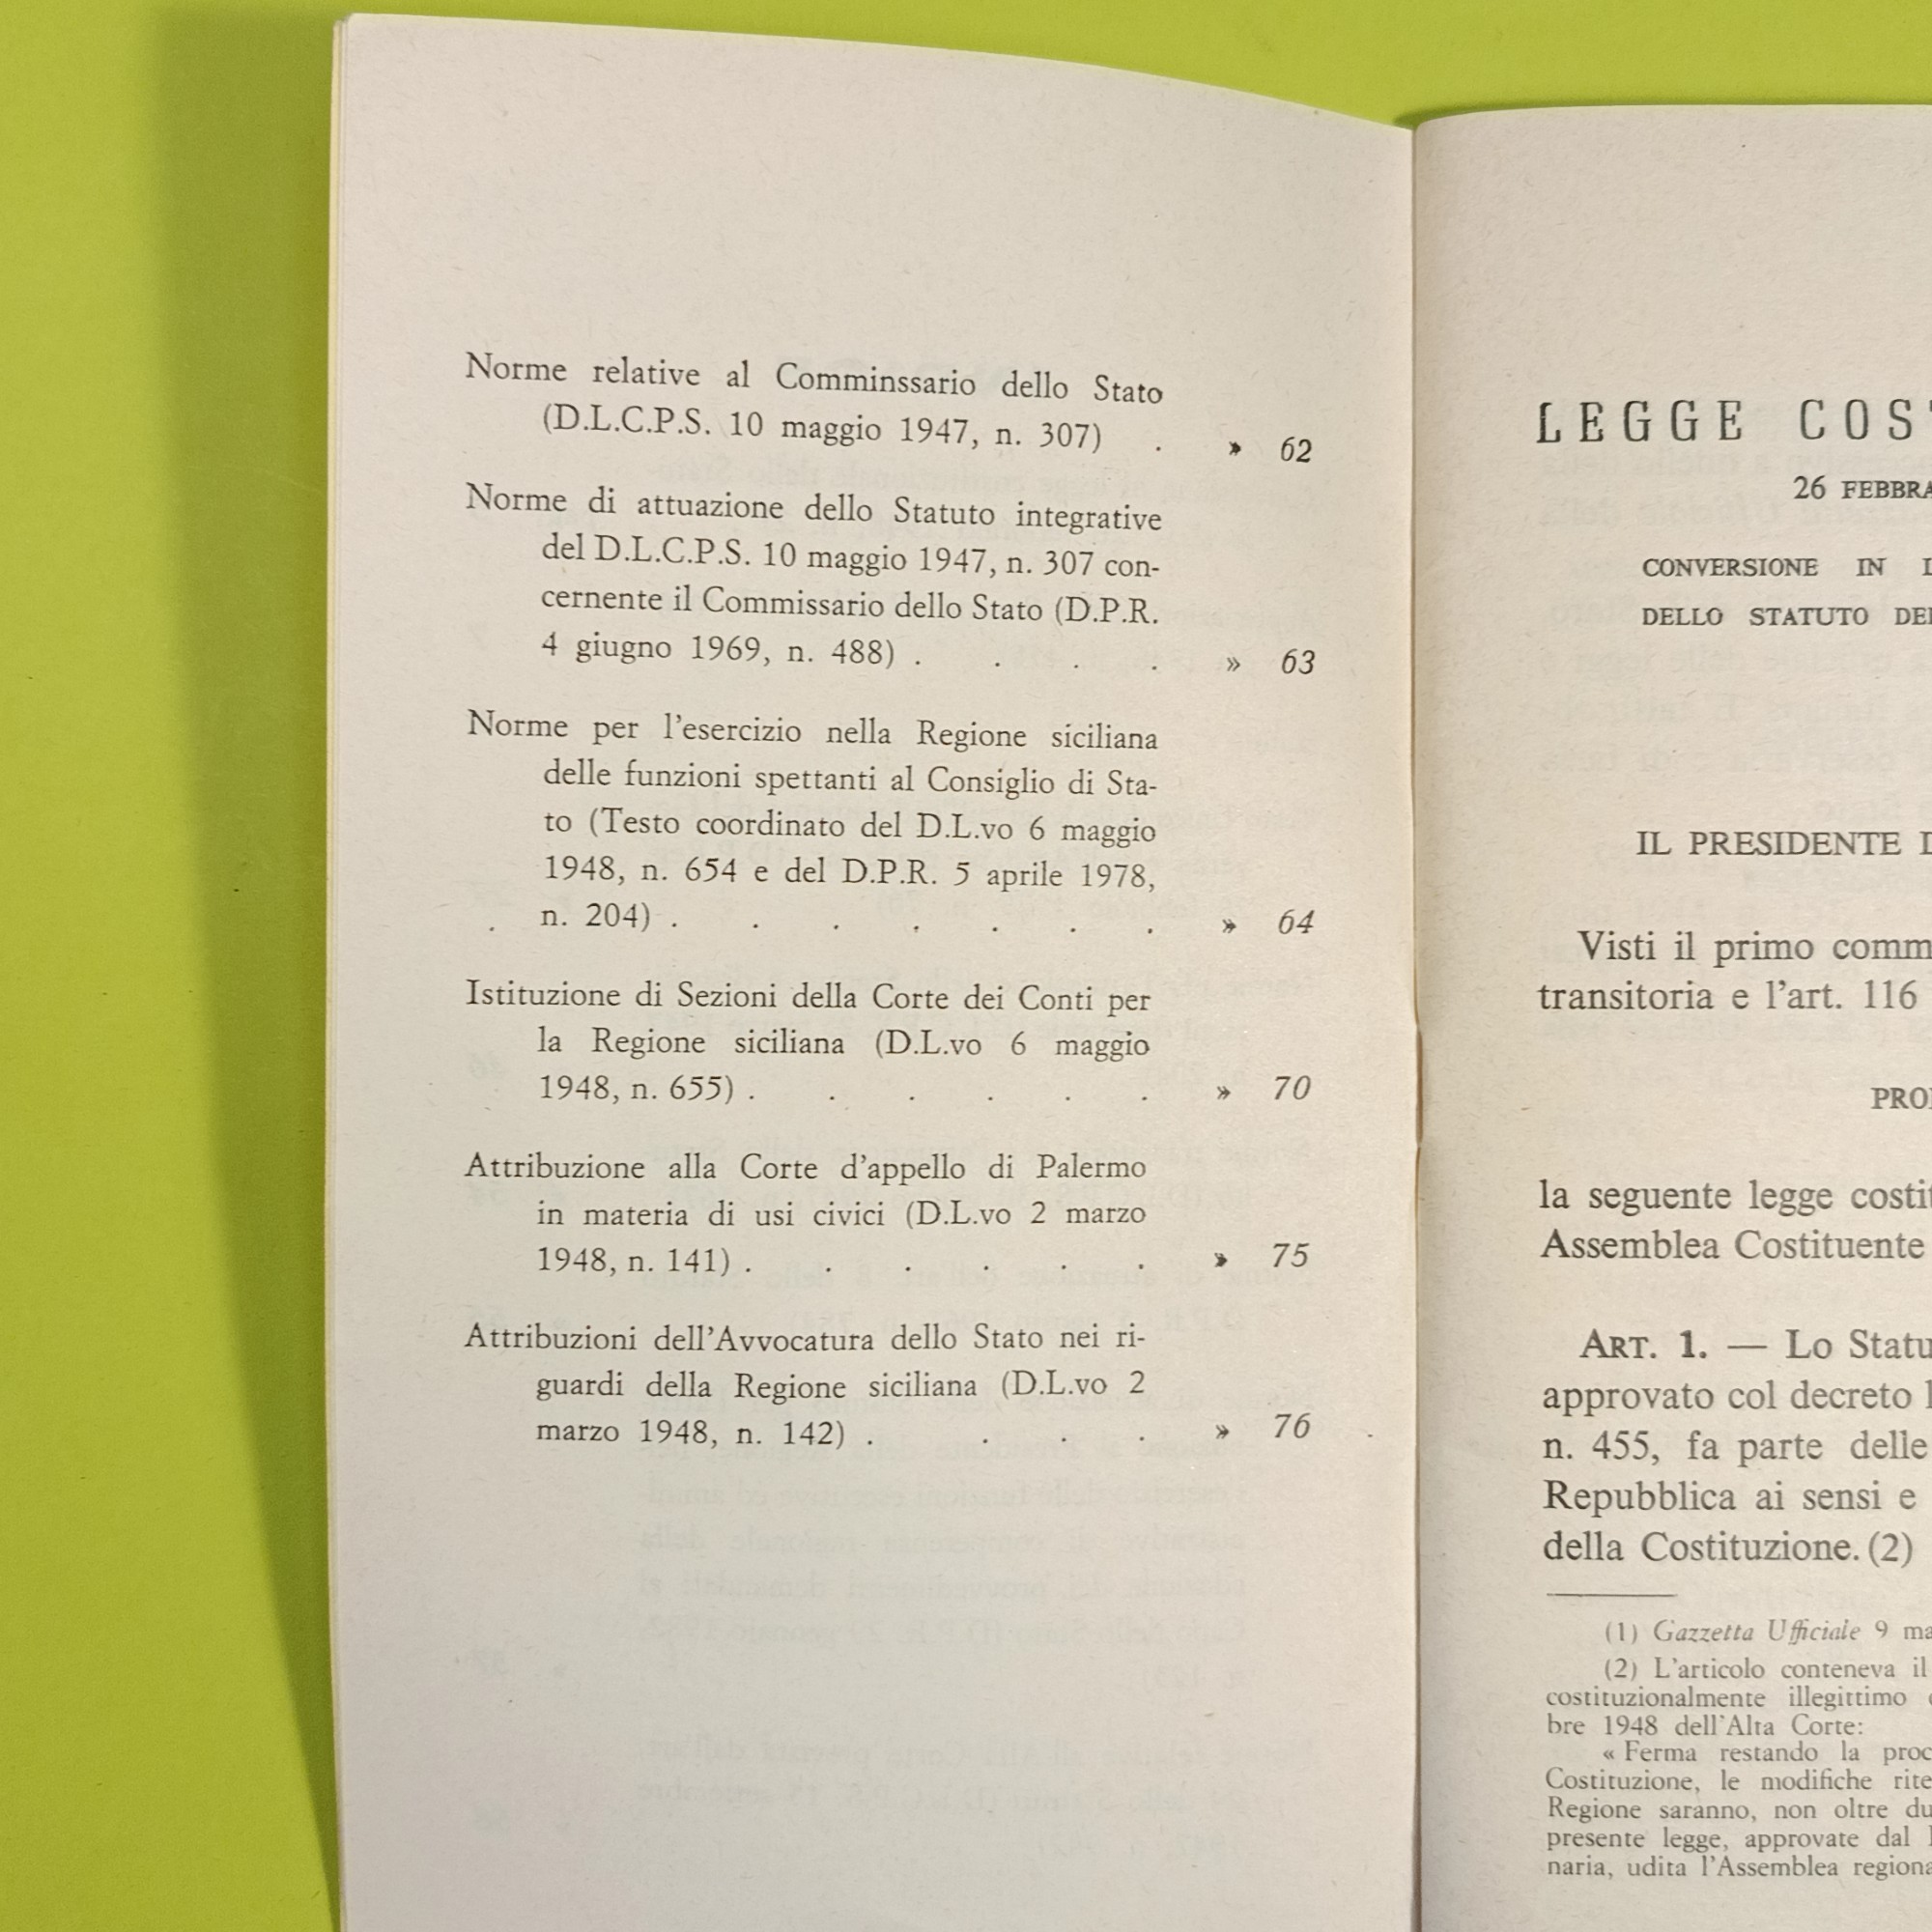 Norme relative al Comminssario dello Stato
(D.L.C.P.S. 10 maggio 1947, n. 307) . » 62
Norme di attuazione dello Statuto integrative
del D.L.C.P.S. 10 maggio 1947, n. 307 con-
cernente il Commissario dello Stato (D.P.R.
4 giugno 1969, n. 488) . . . . » 63
Norme per l'esercizio nella Regione siciliana
delle funzioni spettanti al Consiglio di Sta-
to (Testo coordinato del D.L.vo 6 maggio
1948, n. 654 e del D.P.R. 5 aprile 1978,
n. 204) . . . . . . . » 64
Istituzione di Sezioni della Corte dei Conti per
la Regione siciliana (D.L.vo 6 maggio
1948, n. 655) . . . . . . » 70
Attribuzione alla Corte d'appello di Palermo
in materia di usi civici (D.L.vo 2 marzo
1948, n. 141) . . . . . . » 75
Attribuzioni dell'Avvocatura dello Stato nei ri-
guardi della Regione siciliana (D.L.vo 2
marzo 1948, n. 142) . . . . » 76
LEGGE
26
CONVERSIONE IN
DELLO STATUTO
IL PRESIDENTE
Visti il primo
transitoria e l'art. 116
la seguente legge
Assemblea Costituente
ART. 1. — Lo
approvato col decreto
n. 455, fa parte delle
Repubblica ai sensi e
della Costituzione. (2)
(1) Gazzetta Ufficiale 9
(2) L'articolo conteneva il
costituzionalmente illegittimo
bre 1948 dell'Alta Corte:
« Ferma restando la
Costituzione, le modifiche
Regione saranno, non oltre
presente legge, approvate dal
naria, udita l'Assemblea